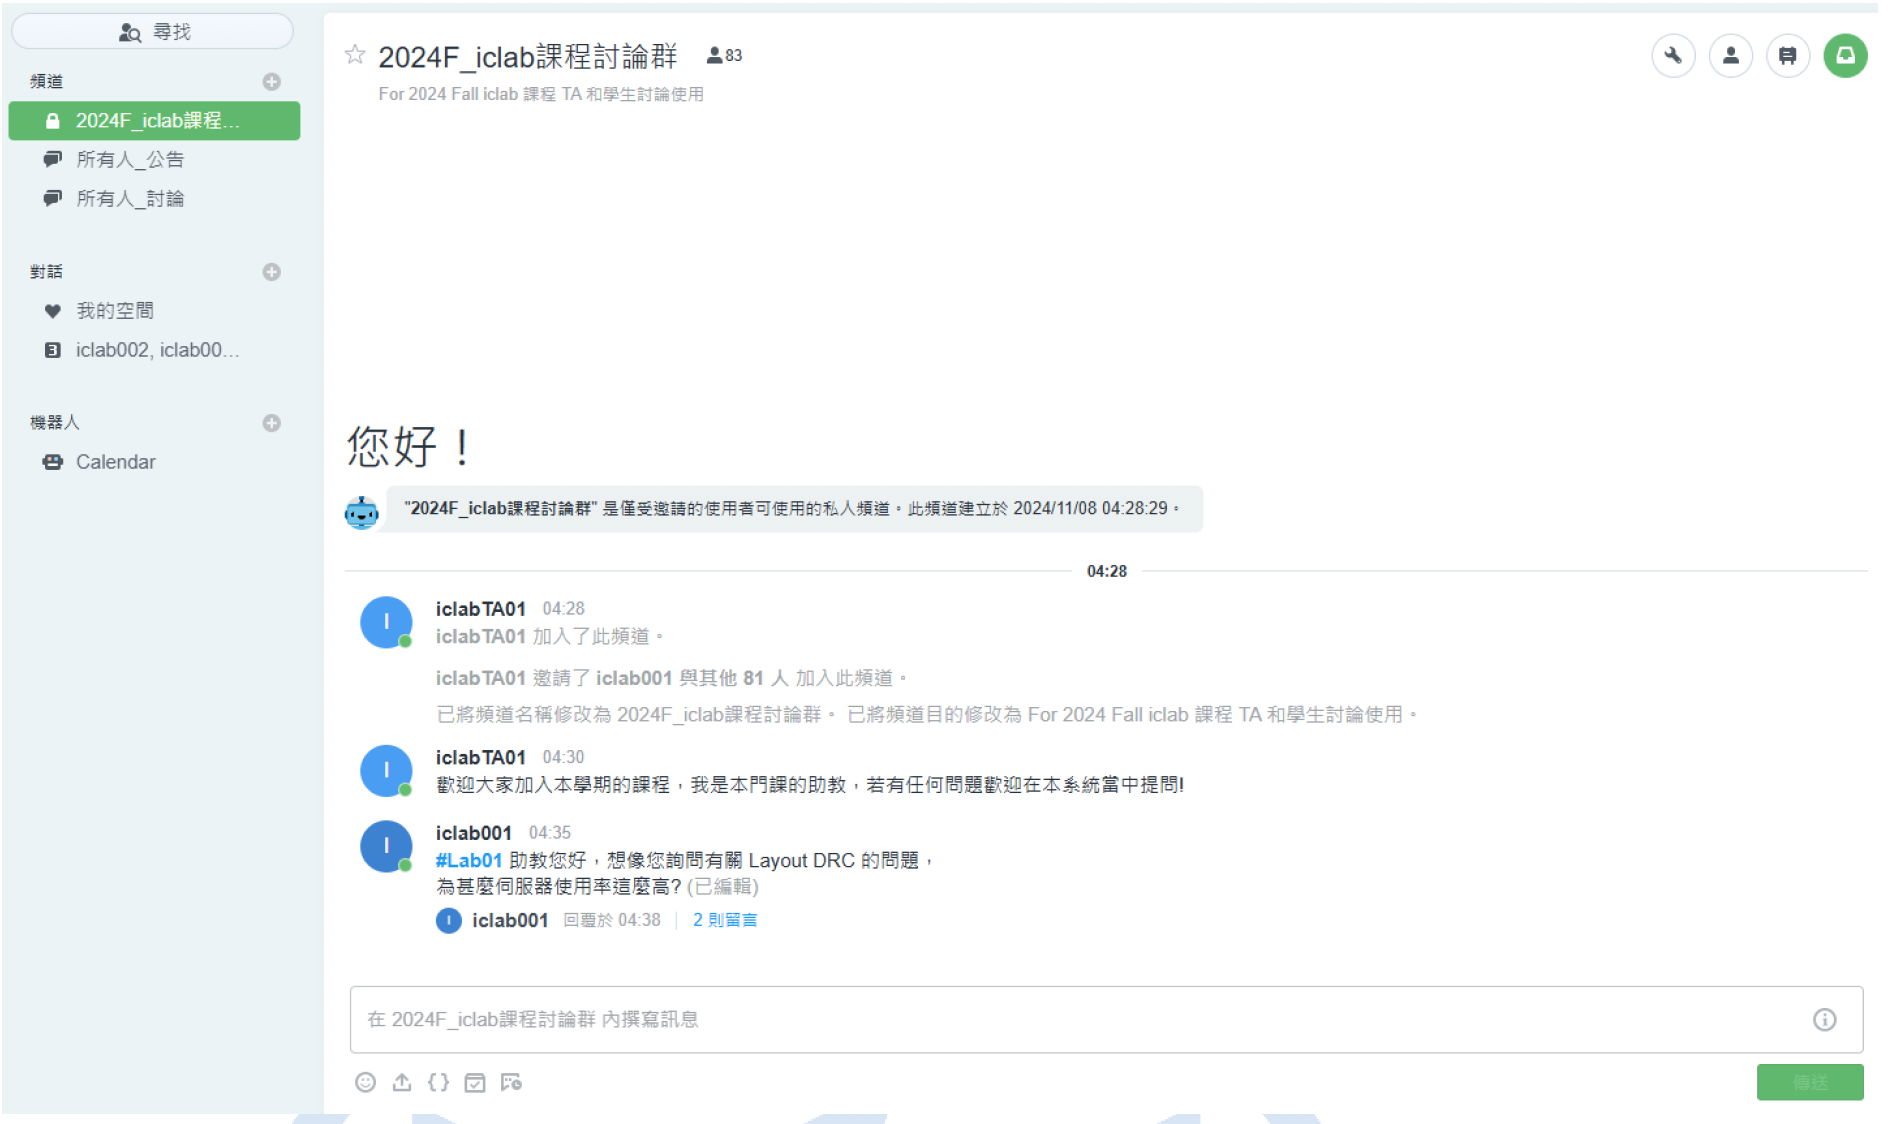 尋找
頻道
2024F_iclab課程...
所有人_公告
所有人_討論
對話
我的空間
iclab002, iclab00...
機器人
Calendar
2024F_iclab課程討論群 83
For 2024 Fall iclab 課程 TA 和學生討論使用
您好！
"2024F_iclab課程討論群" 是僅受邀請的使用者可使用的私人頻道。此頻道建立於 2024/11/08 04:28:29。
04:28
iclabTA01 04:28
iclabTA01 加入了此頻道。
iclabTA01 邀請了 iclab001 與其他 81 人 加入此頻道。
已將頻道名稱修改為 2024F_iclab課程討論群。 已將頻道目的修改為 For 2024 Fall iclab 課程 TA 和學生討論使用。
iclabTA01 04:30
歡迎大家加入本學期的課程，我是本門課的助教，若有任何問題歡迎在本系統當中提問!
iclab001 04:35
#Lab01 助教您好，想像您詢問有關 Layout DRC 的問題，
為甚麼伺服器使用率這麼高? (已編輯)
iclab001 回覆於 04:38 2 則留言
在 2024F_iclab課程討論群 內撰寫訊息
傳送